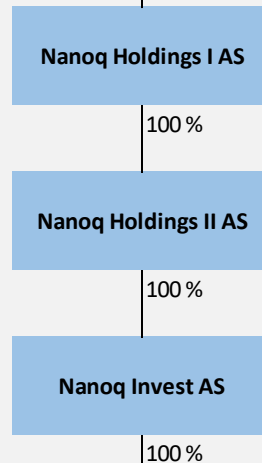 Nanoq Holdings I AS
100 %
Nanoq Holdings II AS
100 %
Nanoq Invest AS
100 %